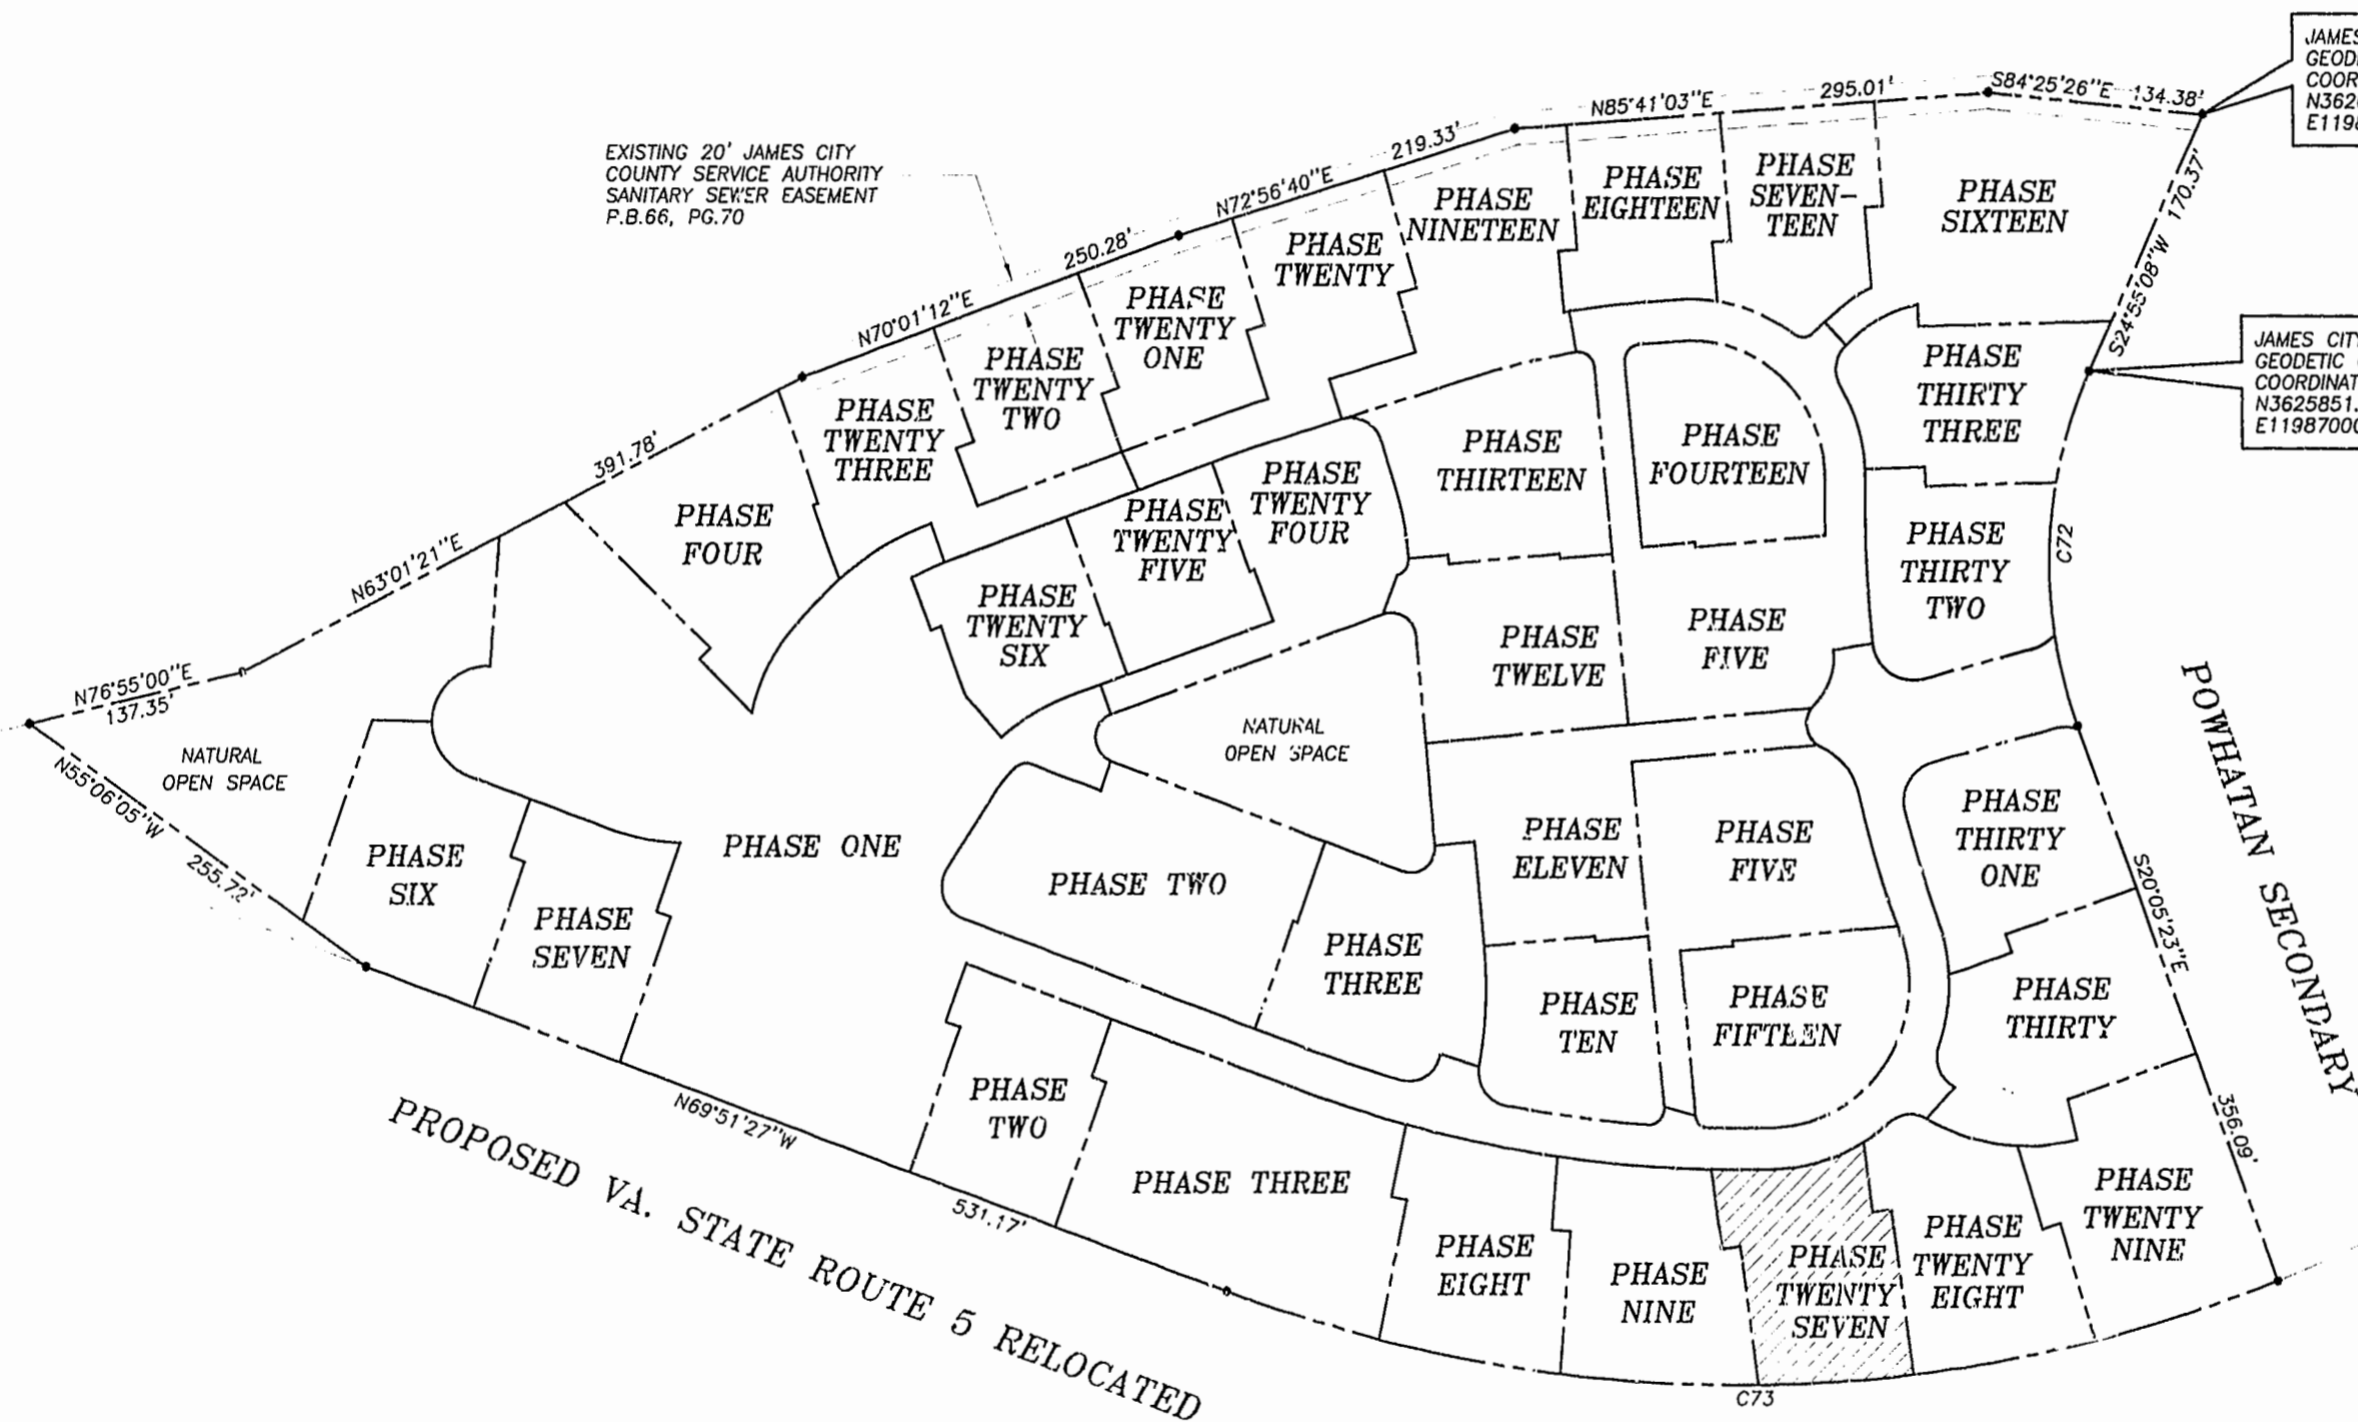 JAMES
GEOD
COOR
N362
E1198
S84°25'26"E 134.38'
295.01'
N85°41'03"E
219.33'
N72°56'40"E
250.28'
N70°01'12"E
391.78'
N63°01'21"E
N76°55'00"E
137.35'
EXISTING 20' JAMES CITY
COUNTY SERVICE AUTHORITY
SANITARY SEWER EASEMENT
P.B.66, PG.70
S24°55'08"W 170.37'
JAMES CITY
GEODETIC
COORDINAT
N3625851.
E11987000
PHASE
NINETEEN
PHASE
EIGHTEEN
PHASE
SEVEN-
TEEN
PHASE
SIXTEEN
PHASE
TWENTY
PHASE
TWENTY
ONE
PHASE
TWENTY
TWO
PHASE
TWENTY
THREE
PHASE
FOUR
PHASE
THIRTY
THREE
PHASE
THIRTEEN
PHASE
FOURTEEN
PHASE
TWENTY
FOUR
PHASE
TWENTY
FIVE
PHASE
TWENTY
SIX
PHASE
THIRTY
TWO
C72
PHASE
TWELVE
PHASE
FIVE
NATURAL
OPEN SPACE
NATURAL
OPEN SPACE
N55°06'05"W
255.72'
PHASE
SIX
PHASE
SEVEN
PHASE ONE
PHASE TWO
PHASE
THREE
PHASE
ELEVEN
PHASE
FIVE
PHASE
THIRTY
ONE
PHASE
TEN
PHASE
FIFTEEN
PHASE
THIRTY
S20°05'23"E
356.09'
POWHATAN SECONDARY
PHASE
TWO
PHASE THREE
PHASE
EIGHT
PHASE
NINE
PHASE
TWENTY
SEVEN
PHASE
TWENTY
EIGHT
PHASE
TWENTY
NINE
N69°51'27"W
531.17'
C73
PROPOSED VA. STATE ROUTE 5 RELOCATED